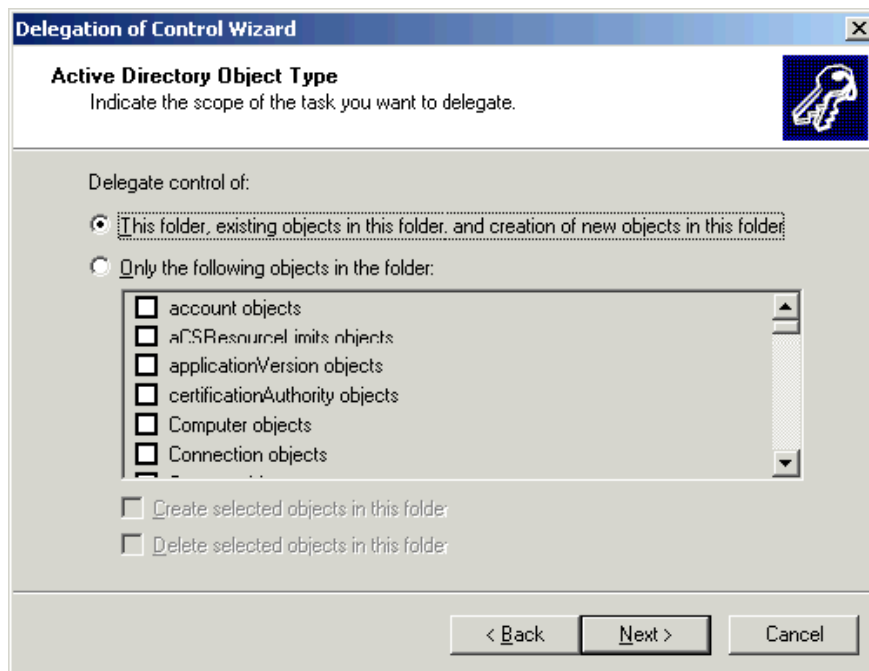 Delegation of Control Wizard
Active Directory Object Type
Indicate the scope of the task you want to delegate.
Delegate control of:
This folder, existing objects in this folder, and creation of new objects in this folder
Only the following objects in the folder:
account objects
aCSResourceLimits objects
applicationVersion objects
certificationAuthority objects
Computer objects
Connection objects
Create selected objects in this folder
Delete selected objects in this folder
< Back Next > Cancel